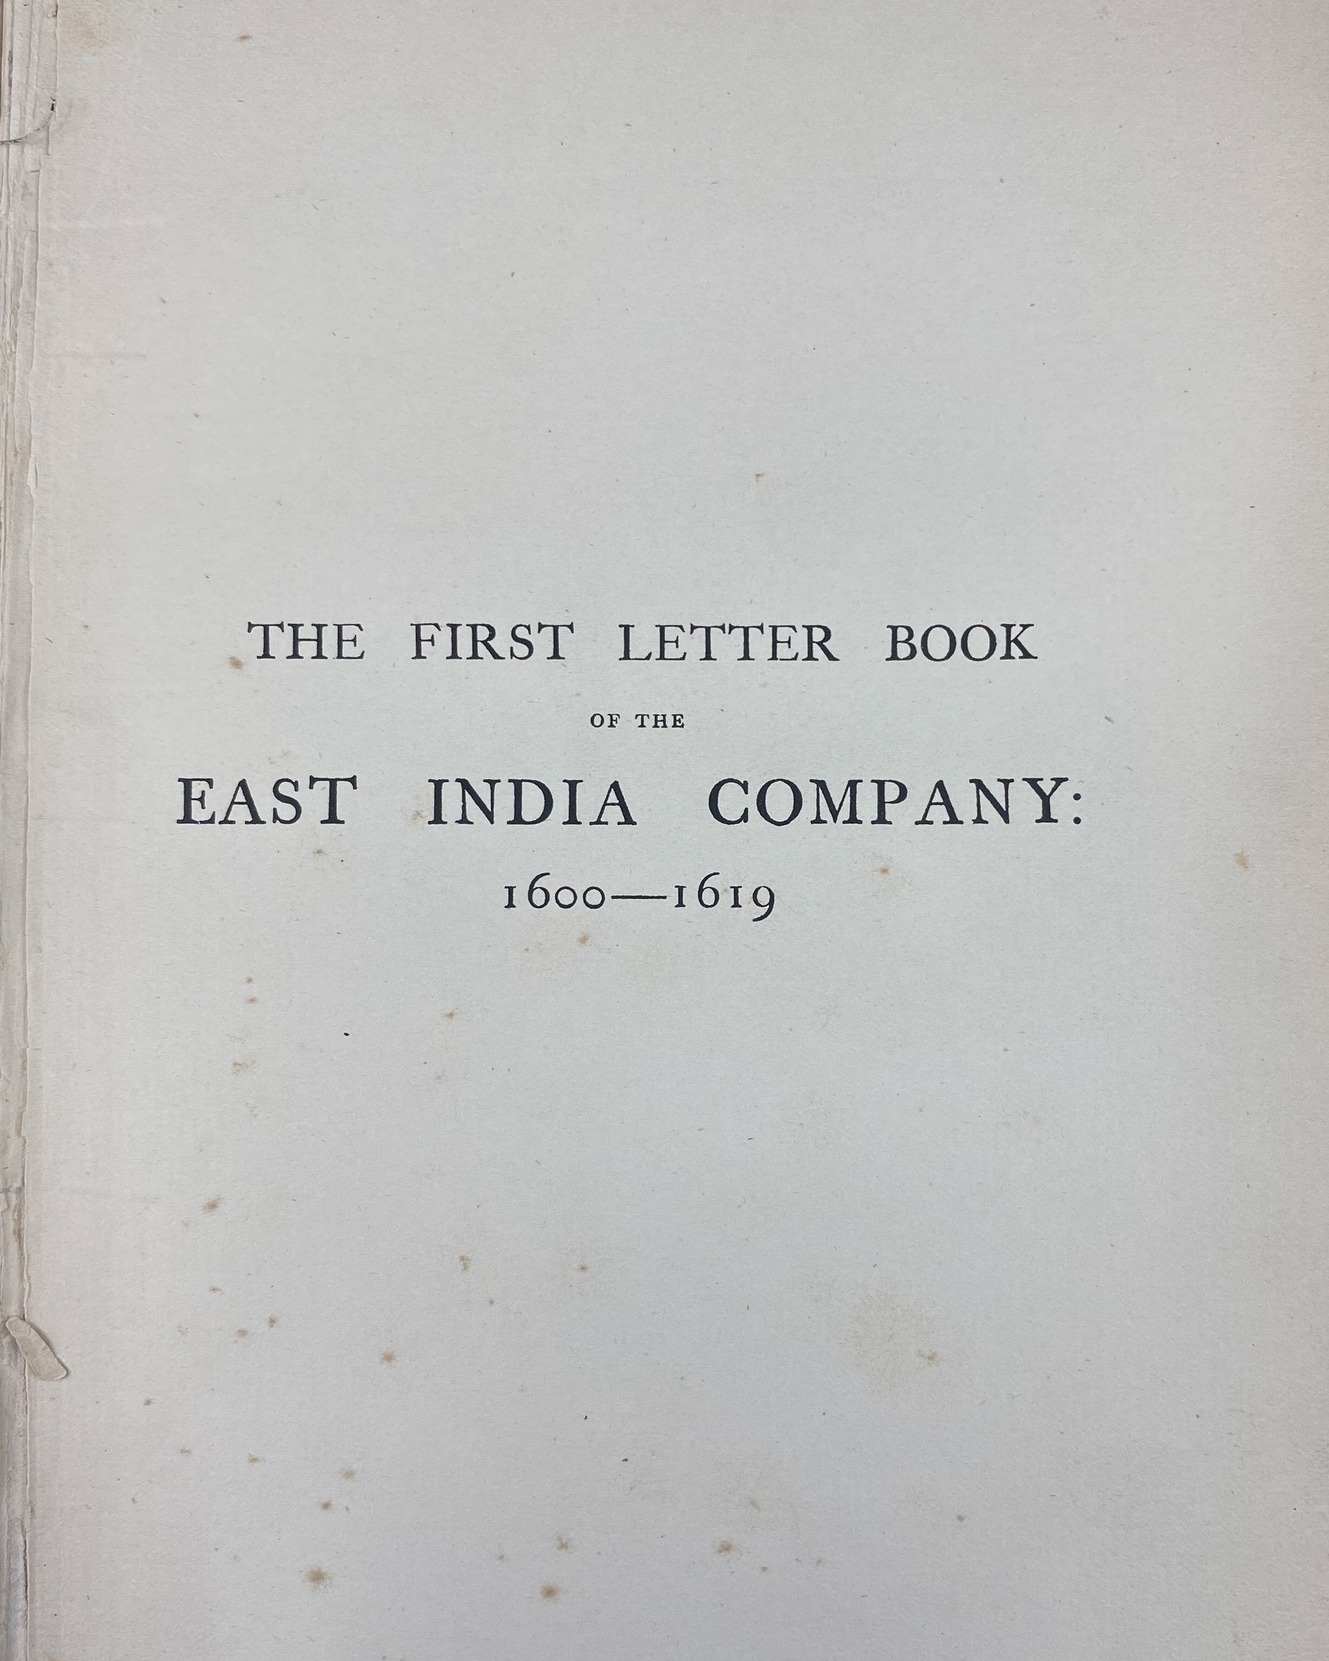 THE FIRST LETTER BOOK
OF THE
EAST INDIA COMPANY:
1600—1619